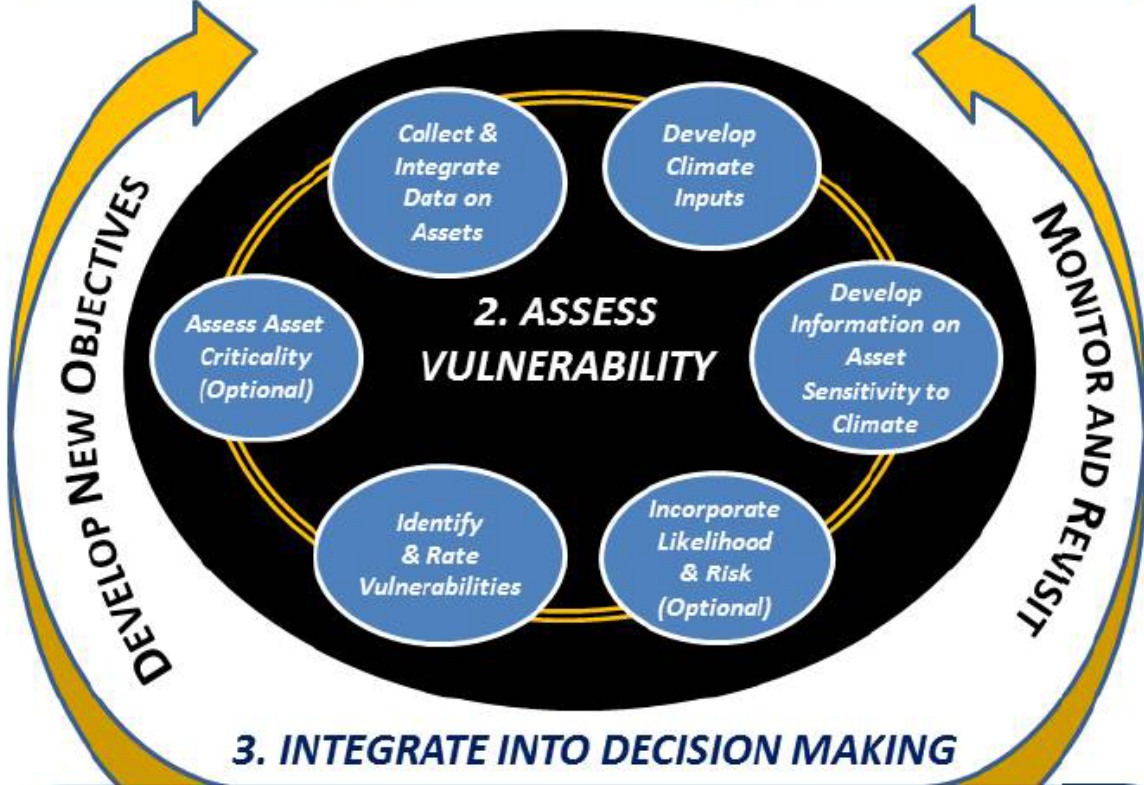 Collect &
Integrate
Data on
Assets
Develop
Climate
Inputs
2. ASSESS
VULNERABILITY
Assess Asset
Criticality
(Optional)
Develop
Information on
Asset
Sensitivity to
Climate
Identify
& Rate
Vulnerabilities
Incorporate
Likelihood
& Risk
(Optional)
DEVELOP NEW OBJECTIVES
MONITOR AND REVISIT
3. INTEGRATE INTO DECISION MAKING